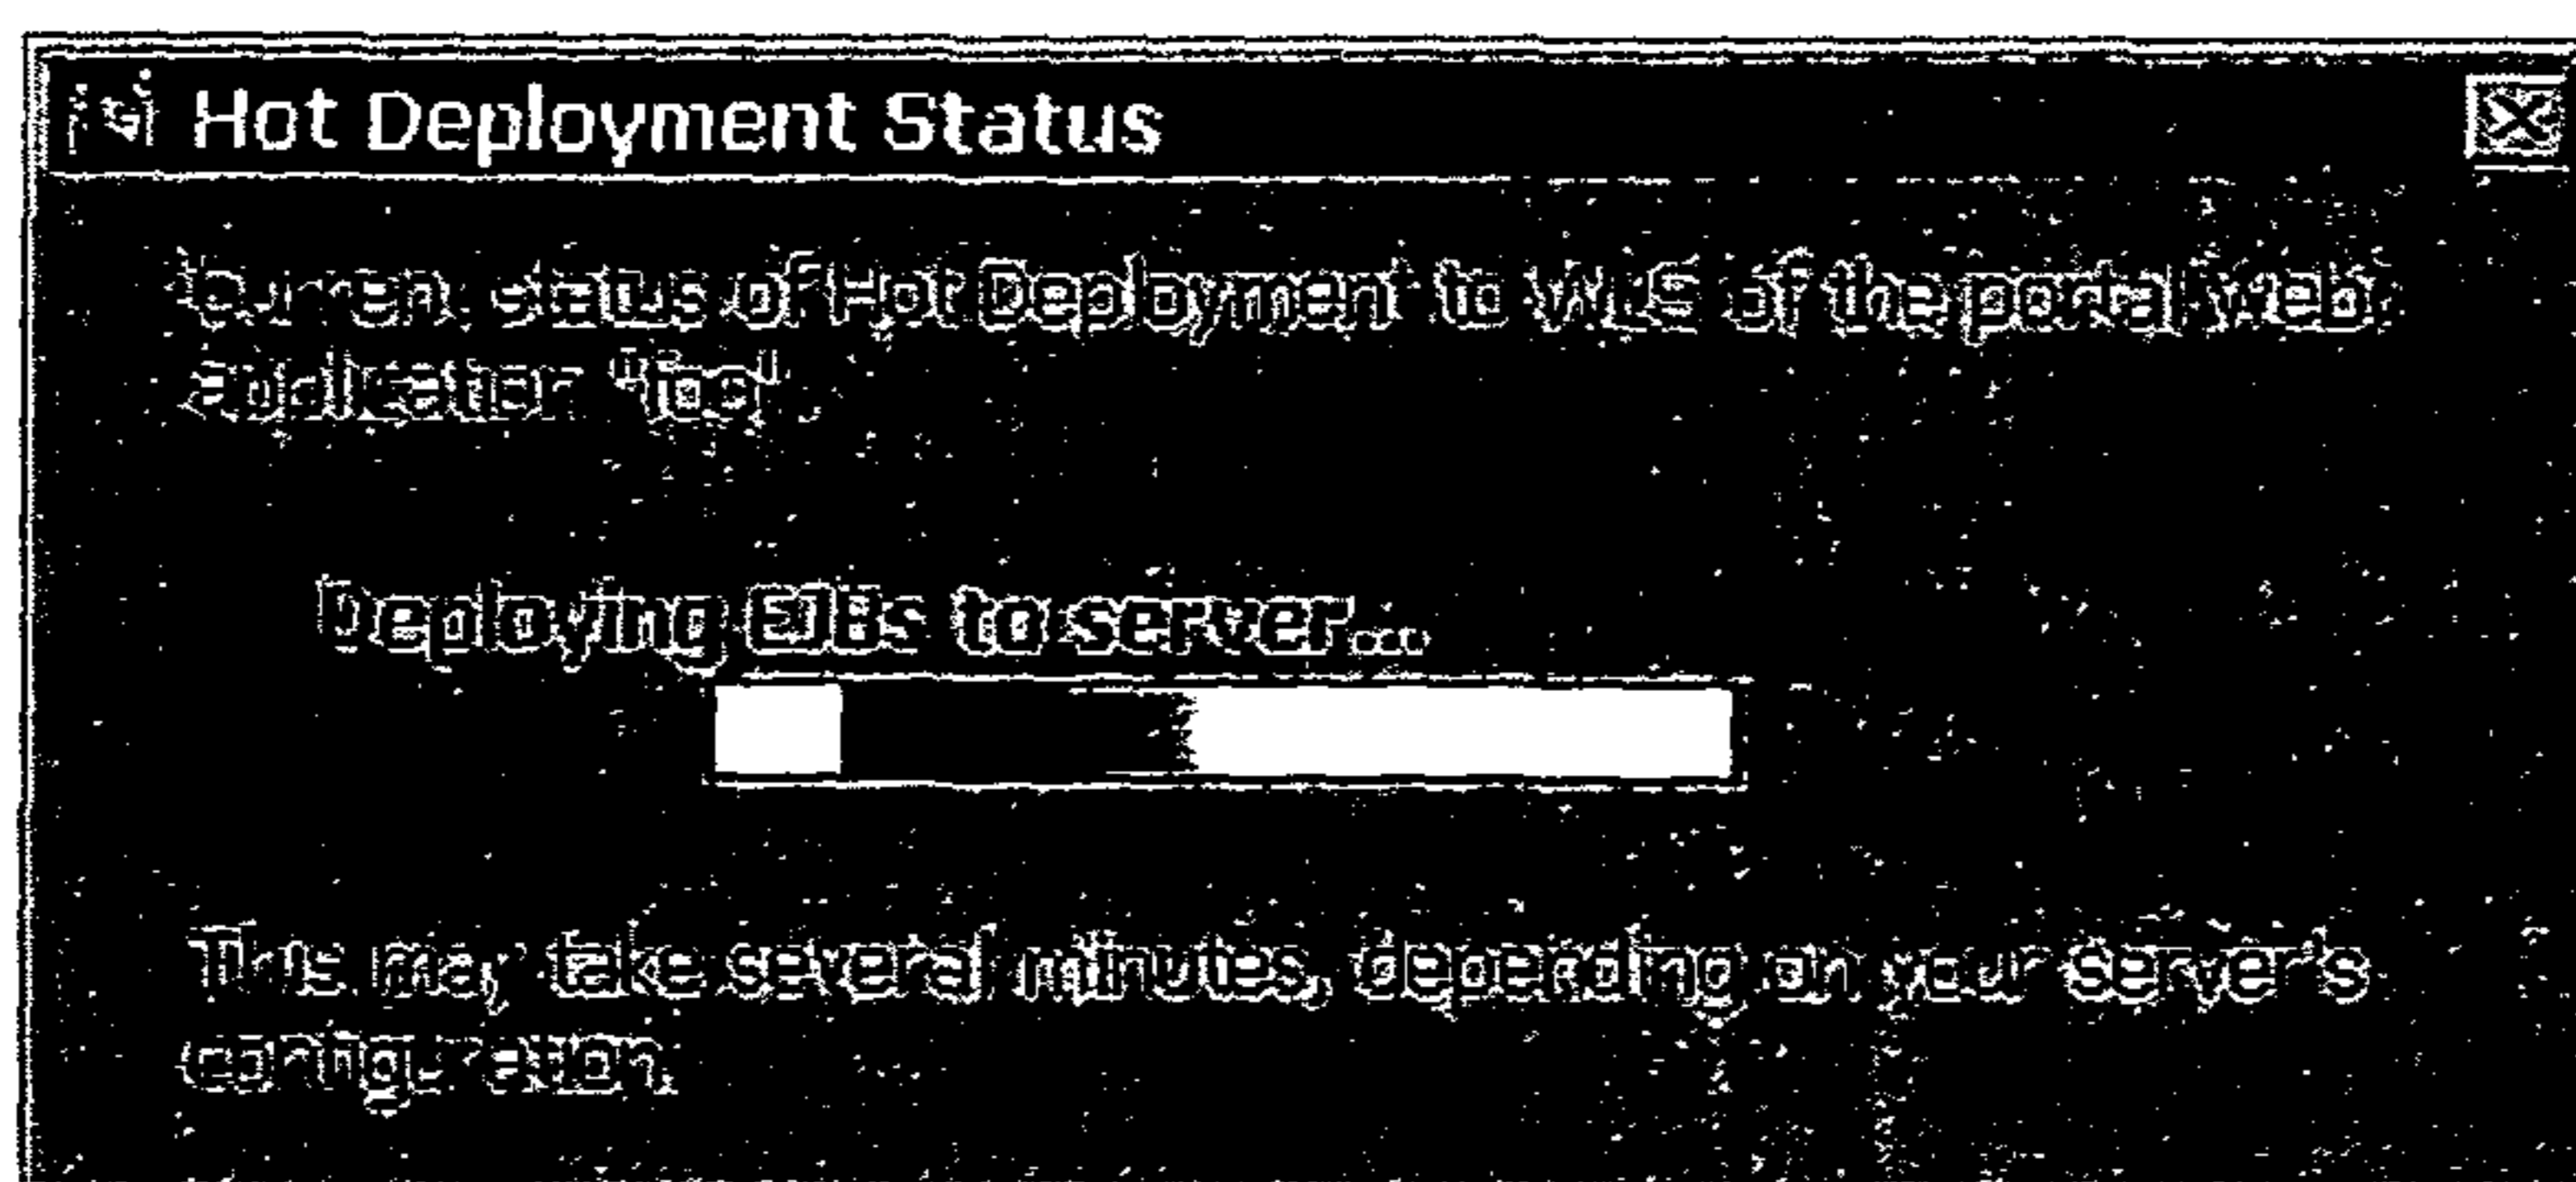 Hot Deployment Status
Current status of Hot Deployment to WLS of the portal web
application
Deploying EJBs to server...
This may take several minutes, depending on your server's
configuration.